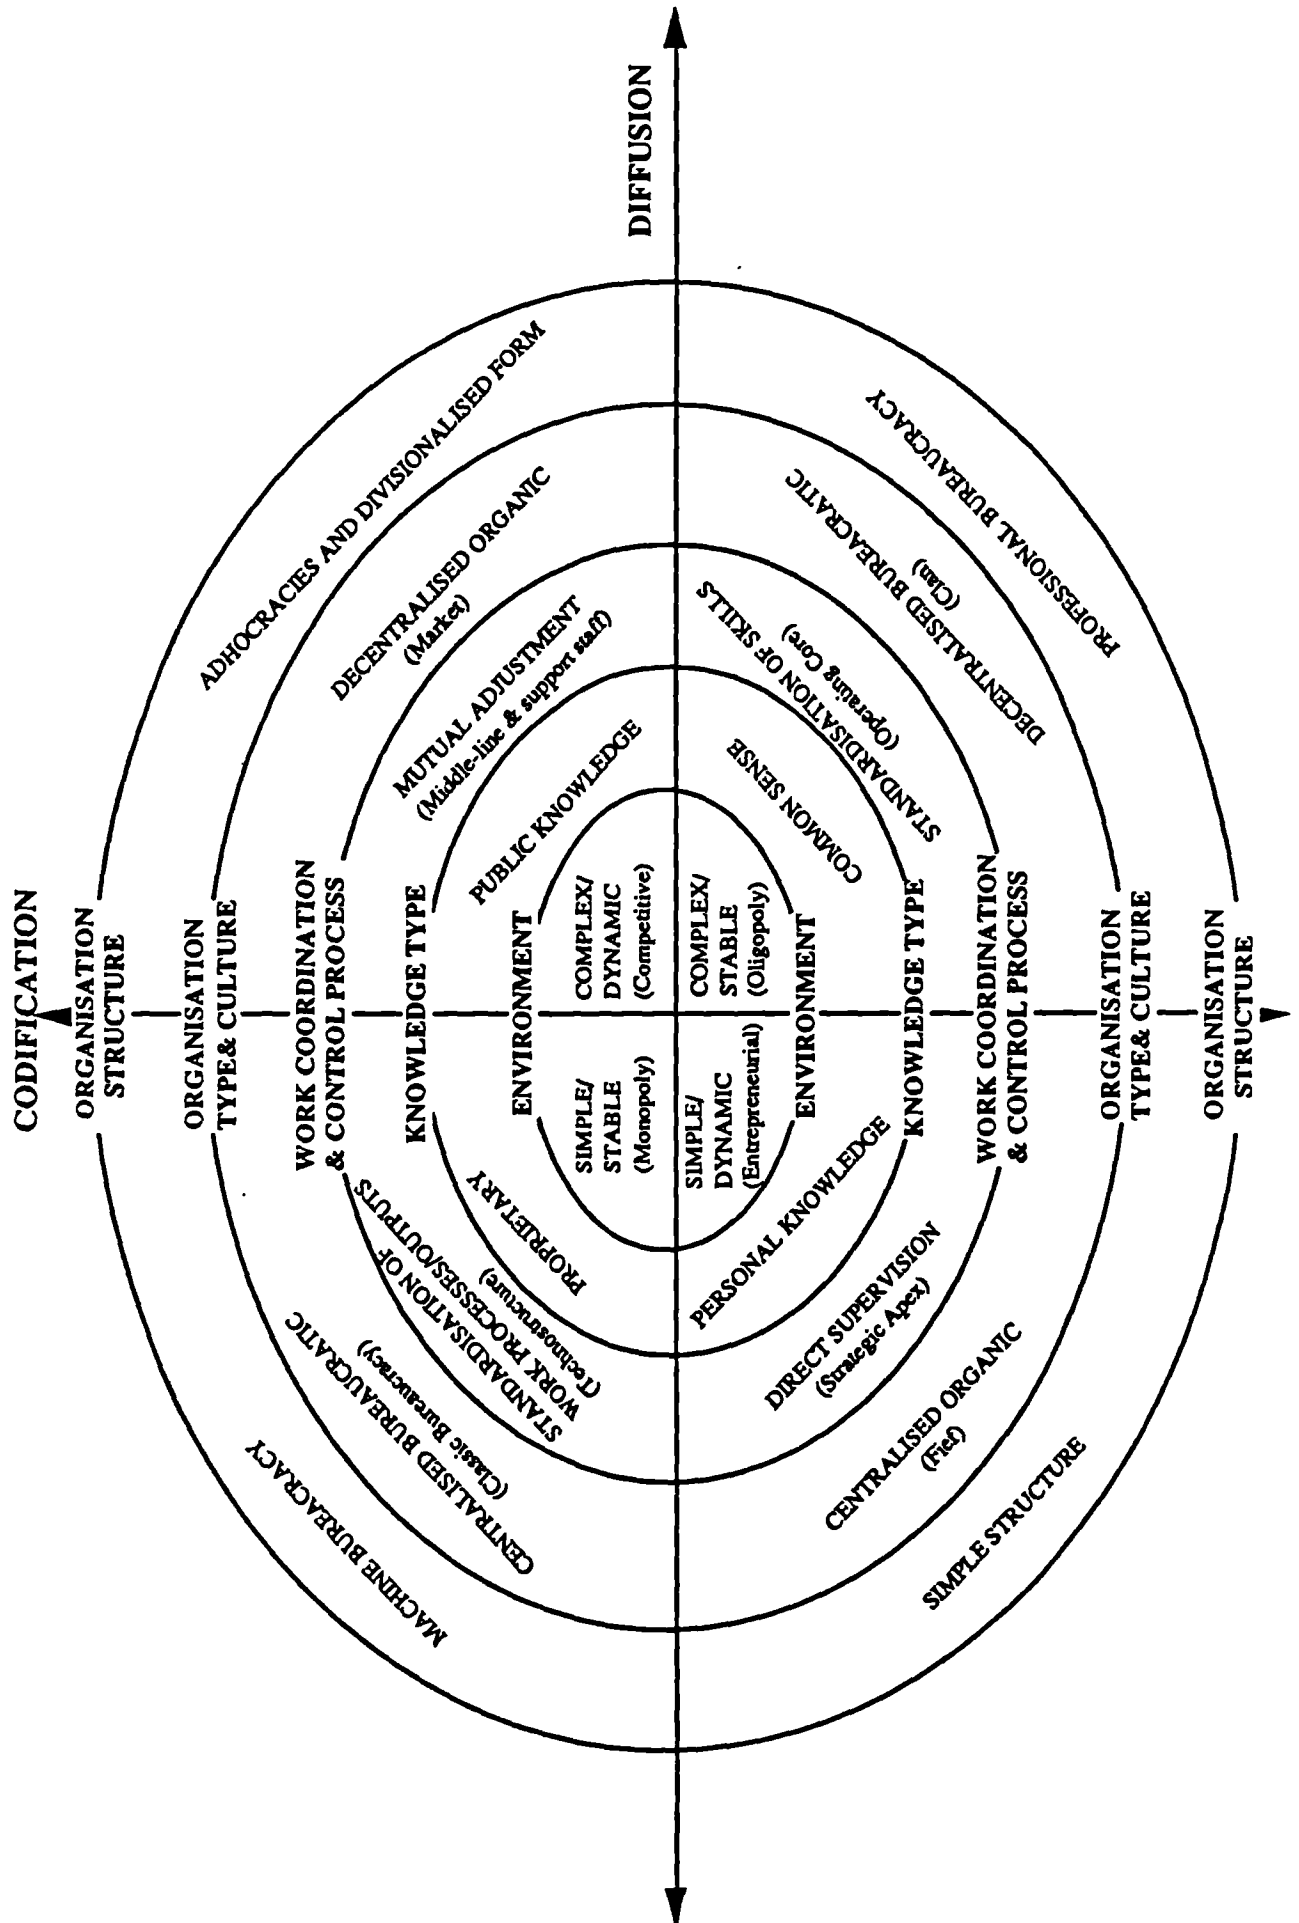 CODIFICATION
ORGANISATION
STRUCTURE
ORGANISATION
TYPE& CULTURE
WORK COORDINATION
& CONTROL PROCESS
KNOWLEDGE TYPE
ENVIRONMENT
MACHINE BUREACRACY
CENTRALISED BUREAUCRATIC
(Classic Bureaucracy)
STANDARDISATION OF
WORK PROCESSES/OUTPUTS
(Technostructure)
PROPRIETARY
SIMPLE/
STABLE
(Monopoly)
ADHOCRACIES AND DIVISIONALISED FORM
DECENTRALISED ORGANIC
(Market)
MUTUAL ADJUSTMENT
(Middle-line & support staff)
PUBLIC KNOWLEDGE
COMPLEX/
DYNAMIC
(Competitive)
DIFFUSION
SIMPLE/
DYNAMIC
(Entrepreneurial)
PERSONAL KNOWLEDGE
DIRECT SUPERVISION
(Strategic Apex)
CENTRALISED ORGANIC
(Fief)
SIMPLE STRUCTURE
COMPLEX/
STABLE
(Oligopoly)
COMMON SENSE
STANDARDISATION OF SKILLS
(Operating Core)
DECENTRALISED BUREACRATIC
(Clan)
PROFESSIONAL BUREAUCRACY
ENVIRONMENT
KNOWLEDGE TYPE
WORK COORDINATION
& CONTROL PROCESS
ORGANISATION
TYPE& CULTURE
ORGANISATION
STRUCTURE